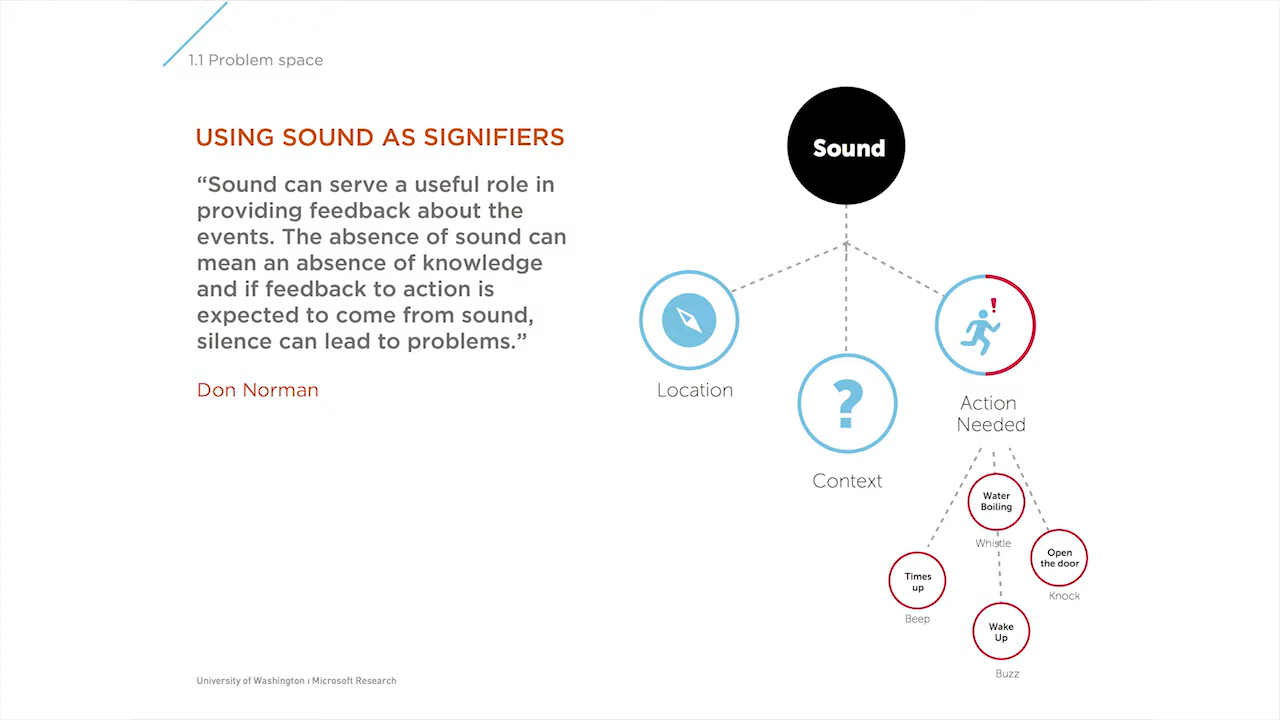 1.1 Problem space
USING SOUND AS SIGNIFIERS
“Sound can serve a useful role in
providing feedback about the
events. The absence of sound can
mean an absence of knowledge
and if feedback to action is
expected to come from sound,
silence can lead to problems.”
Don Norman
Sound
Location
?
Context
!
Action
Needed
Water
Boiling
Whistle
Open
the door
Knock
Times
up
Beep
Wake
Up
Buzz
University of Washington | Microsoft Research